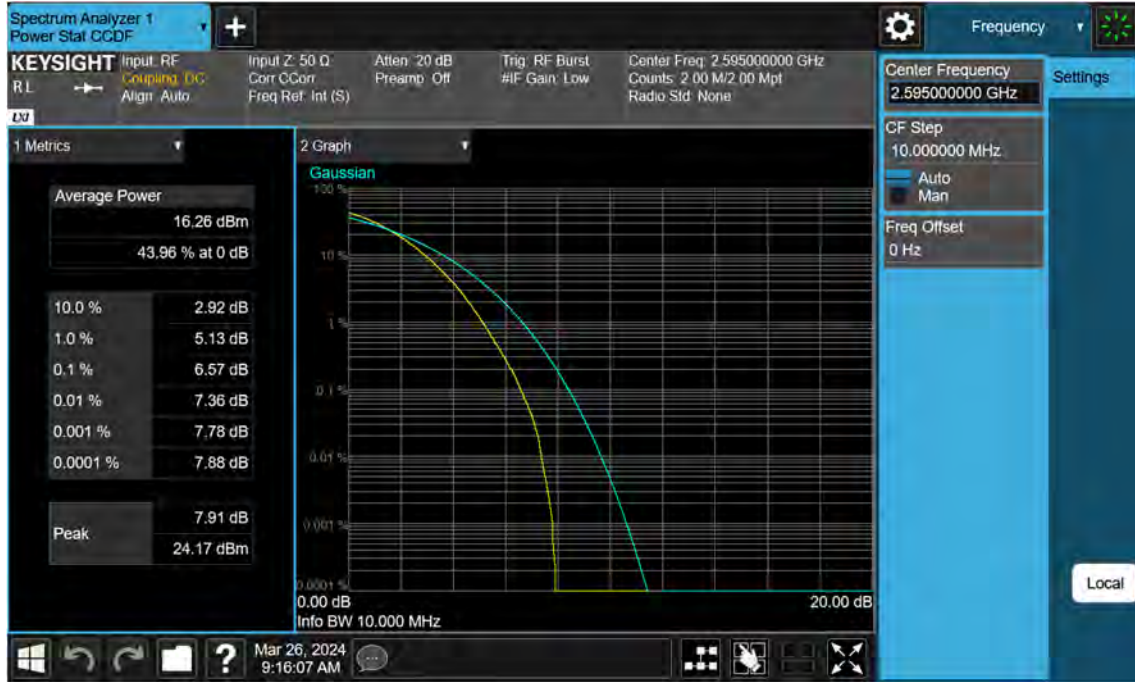 Spectrum Analyzer 1
Power Stat CCDF
Frequency
KEYSIGHT
RL
LXI
Input: RF
Coupling: DC
Align: Auto
Input Z: 50 Ω
Corr CCorr
Freq Ref: Int (S)
Atten: 20 dB
Preamp: Off
Trig: RF Burst
#IF Gain: Low
Center Freq: 2.595000000 GHz
Counts: 2.00 M/2.00 Mpt
Radio Std: None
Center Frequency
2.595000000 GHz
Settings
CF Step
10.000000 MHz
Auto
Man
Freq Offset
0 Hz
1 Metrics
Average Power
16.26 dBm
43.96 % at 0 dB
10.0 % 2.92 dB
1.0 % 5.13 dB
0.1 % 6.57 dB
0.01 % 7.36 dB
0.001 % 7.78 dB
0.0001 % 7.88 dB
Peak
7.91 dB
24.17 dBm
2 Graph
Gaussian
100 %
10 %
1 %
0.1 %
0.01 %
0.001 %
0.0001 %
0.00 dB 20.00 dB
Info BW 10.000 MHz
Local
?
Mar 26, 2024
9:16:07 AM